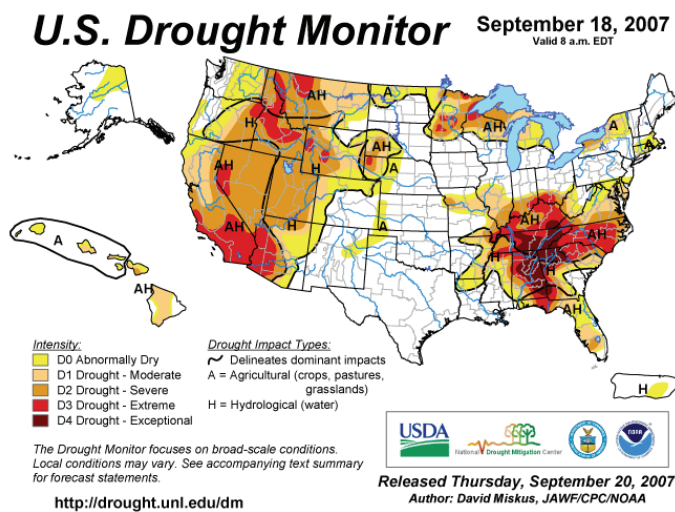 U.S. Drought Monitor
September 18, 2007
Valid 8 a.m. EDT
AH
A
H
AH
AH
A
A
AH
H
A
AH
H
A
AH
AH
H
H
AH
A
AH
H
Intensity:
D0 Abnormally Dry
D1 Drought - Moderate
D2 Drought - Severe
D3 Drought - Extreme
D4 Drought - Exceptional
Drought Impact Types:
Delineates dominant impacts
A = Agricultural (crops, pastures,
grasslands)
H = Hydrological (water)
The Drought Monitor focuses on broad-scale conditions.
Local conditions may vary. See accompanying text summary
for forecast statements.
http://drought.unl.edu/dm
USDA
National Drought Mitigation Center
NOAA
Released Thursday, September 20, 2007
Author: David Miskus, JAWF/CPC/NOAA